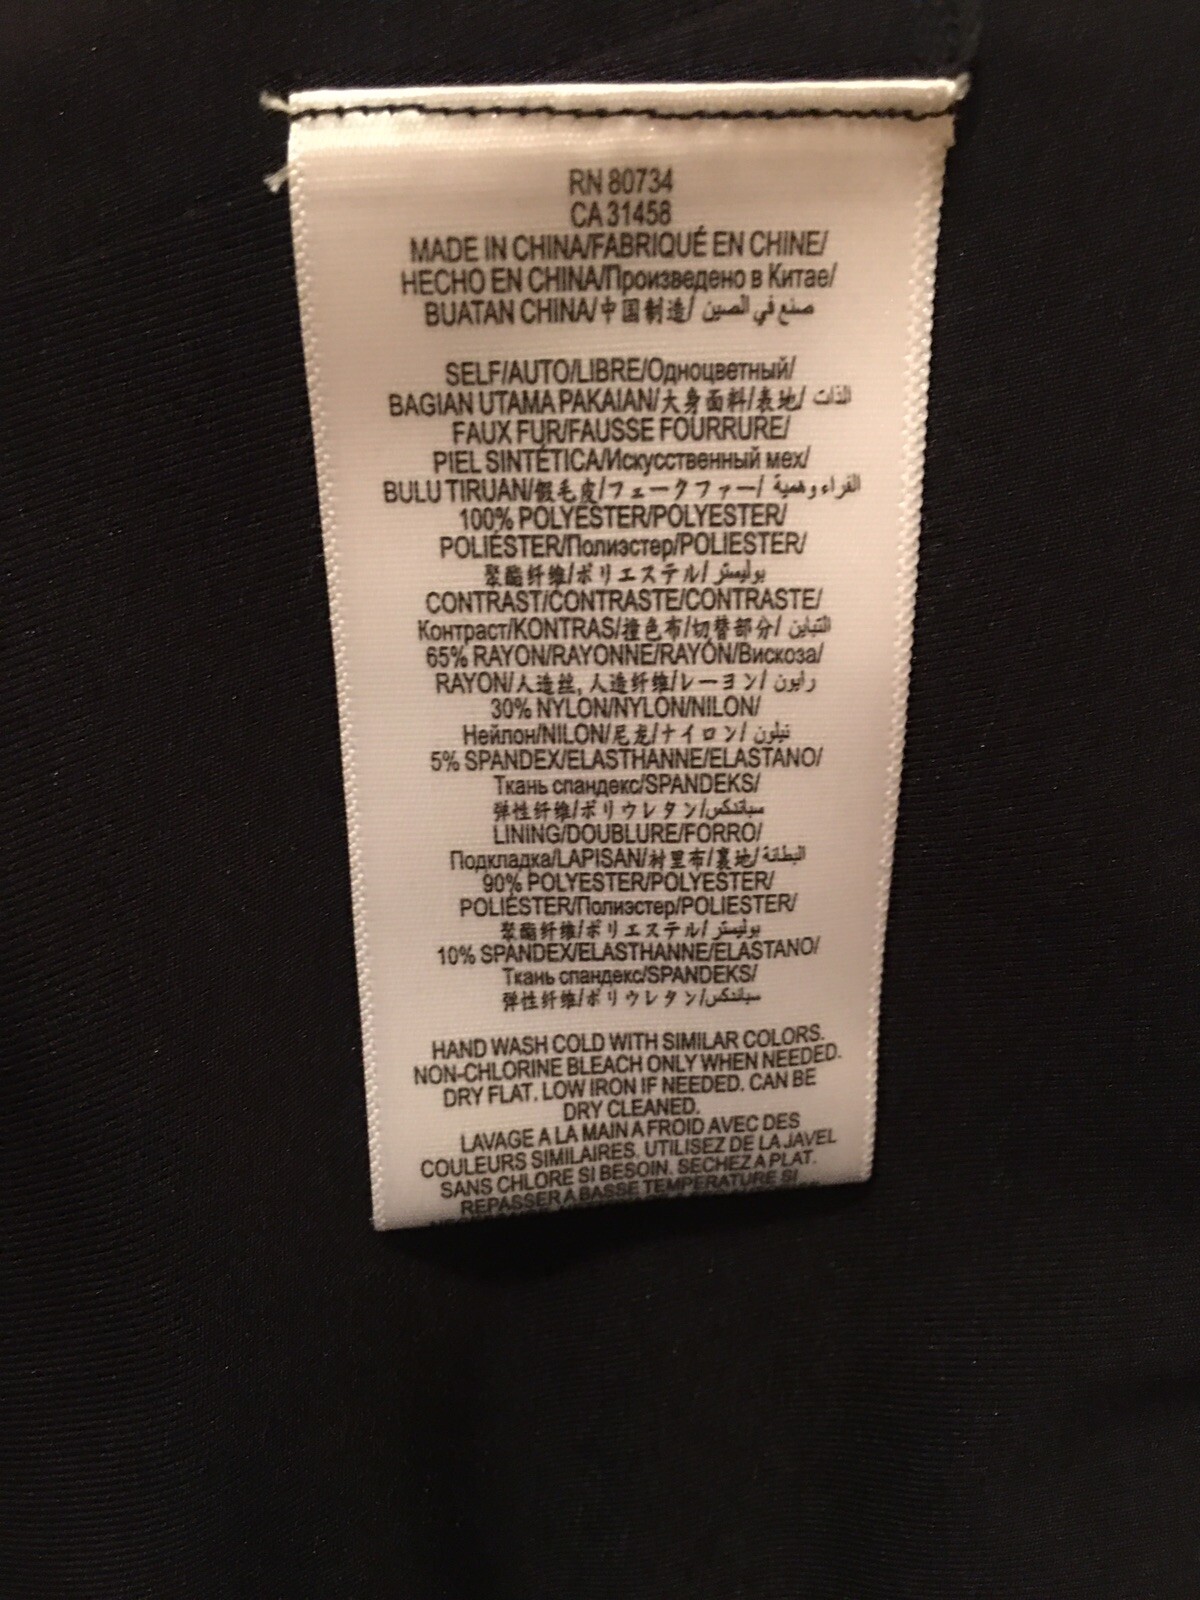 RN 80734
CA 31458
MADE IN CHINA/FABRIQUÉ EN CHINE/
HECHO EN CHINA/Произведено в Китае/
BUATAN CHINA/中国制造/ صنع في الصين
SELF/AUTO/LIBRE/Одноцветный/
BAGIAN UTAMA PAKAIAN/大身面料/表地/ الذات
FAUX FUR/FAUSSE FOURRURE/
PIEL SINTÉTICA/Искусственный мех/
BULU TIRUAN/假毛皮/フェークファー/ الفراء وهمية
100% POLYESTER/POLYESTER/
POLIÉSTER/Полиэстер/POLIESTER/
聚酯纤维/ポリエステル/ بوليستر
CONTRAST/CONTRASTE/CONTRASTE/
Контраст/KONTRAS/撞色布/切替部分/ التباين
65% RAYON/RAYONNE/RAYÓN/Вискоза/
RAYON/人造丝, 人造纤维/レーヨン/ رايون
30% NYLON/NYLON/NILON/
Нейлон/NILON/尼龙/ナイロン/ نيلون
5% SPANDEX/ELASTHANNE/ELASTANO/
Ткань спандекс/SPANDEKS/
弹性纤维/ポリウレタン/سباندكس
LINING/DOUBLURE/FORRO/
Подкладка/LAPISAN/衬里布/裏地/ البطانة
90% POLYESTER/POLYESTER/
POLIÉSTER/Полиэстер/POLIESTER/
聚酯纤维/ポリエステル/ بوليستر
10% SPANDEX/ELASTHANNE/ELASTANO/
Ткань спандекс/SPANDEKS/
弹性纤维/ポリウレタン/سباندكس
HAND WASH COLD WITH SIMILAR COLORS.
NON-CHLORINE BLEACH ONLY WHEN NEEDED.
DRY FLAT. LOW IRON IF NEEDED. CAN BE
DRY CLEANED.
LAVAGE A LA MAIN A FROID AVEC DES
COULEURS SIMILAIRES. UTILISEZ DE LA JAVEL
SANS CHLORE SI BESOIN. SECHEZ A PLAT.
REPASSER A BASSE TEMPERATURE SI